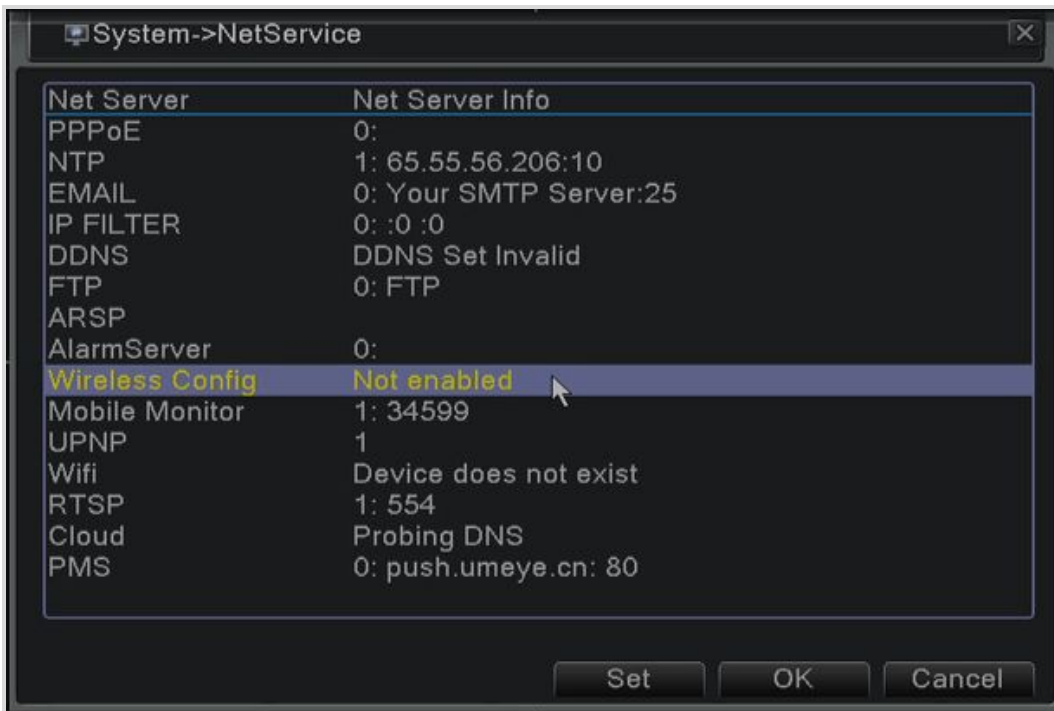 System->NetService
Net Server Net Server Info
PPPoE 0:
NTP 1: 65.55.56.206:10
EMAIL 0: Your SMTP Server:25
IP FILTER 0: :0 :0
DDNS DDNS Set Invalid
FTP 0: FTP
ARSP
AlarmServer 0:
Wireless Config Not enabled
Mobile Monitor 1: 34599
UPNP 1
Wifi Device does not exist
RTSP 1: 554
Cloud Probing DNS
PMS 0: push.umeye.cn: 80
Set OK Cancel